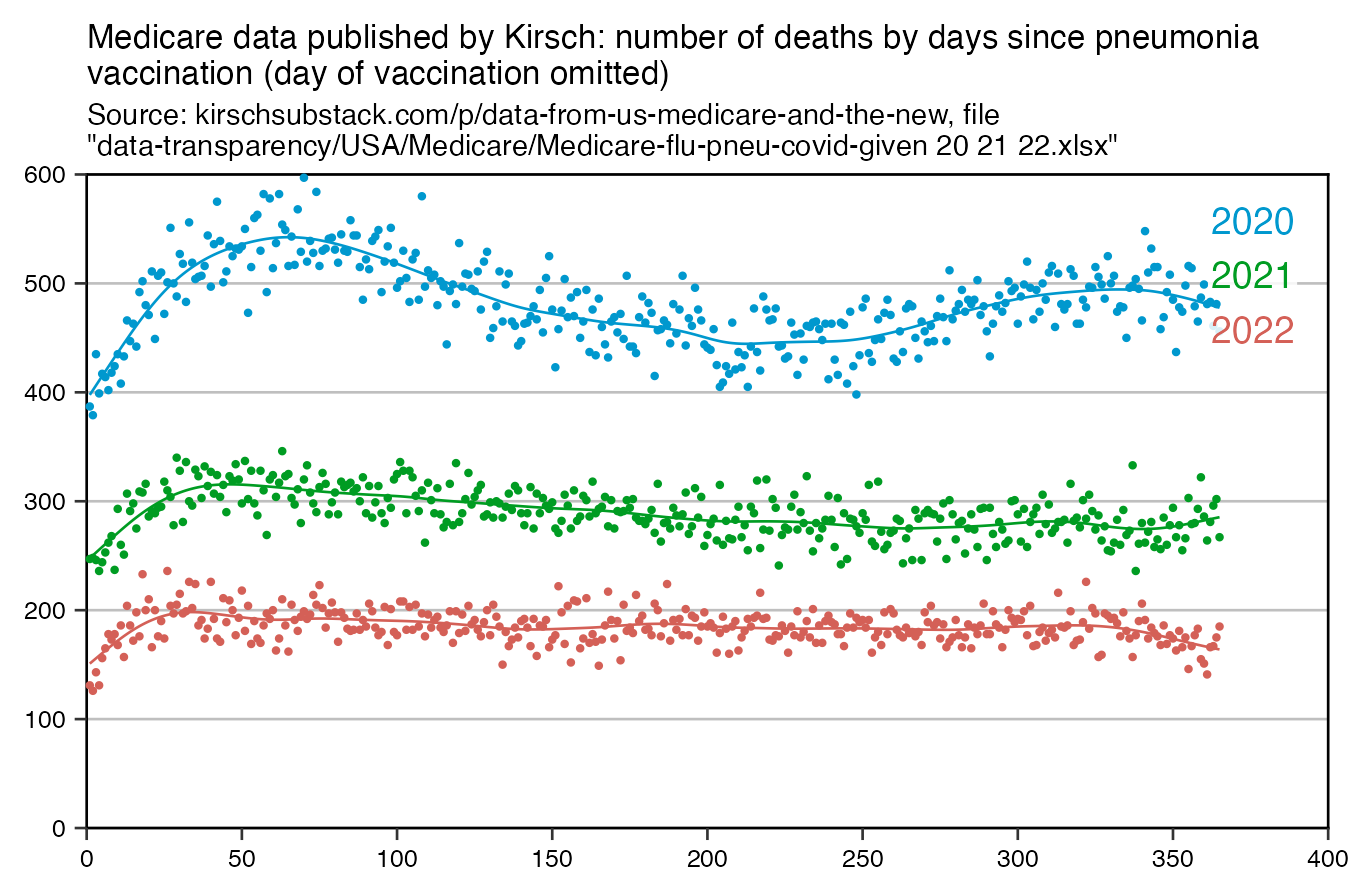 Medicare data published by Kirsch: number of deaths by days since pneumonia
vaccination (day of vaccination omitted)
Source: kirschsubstack.com/p/data-from-us-medicare-and-the-new, file
"data-transparency/USA/Medicare/Medicare-flu-pneu-covid-given 20 21 22.xlsx"
600
500
400
300
200
100
0
2020
2021
2022
0 50 100 150 200 250 300 350 400